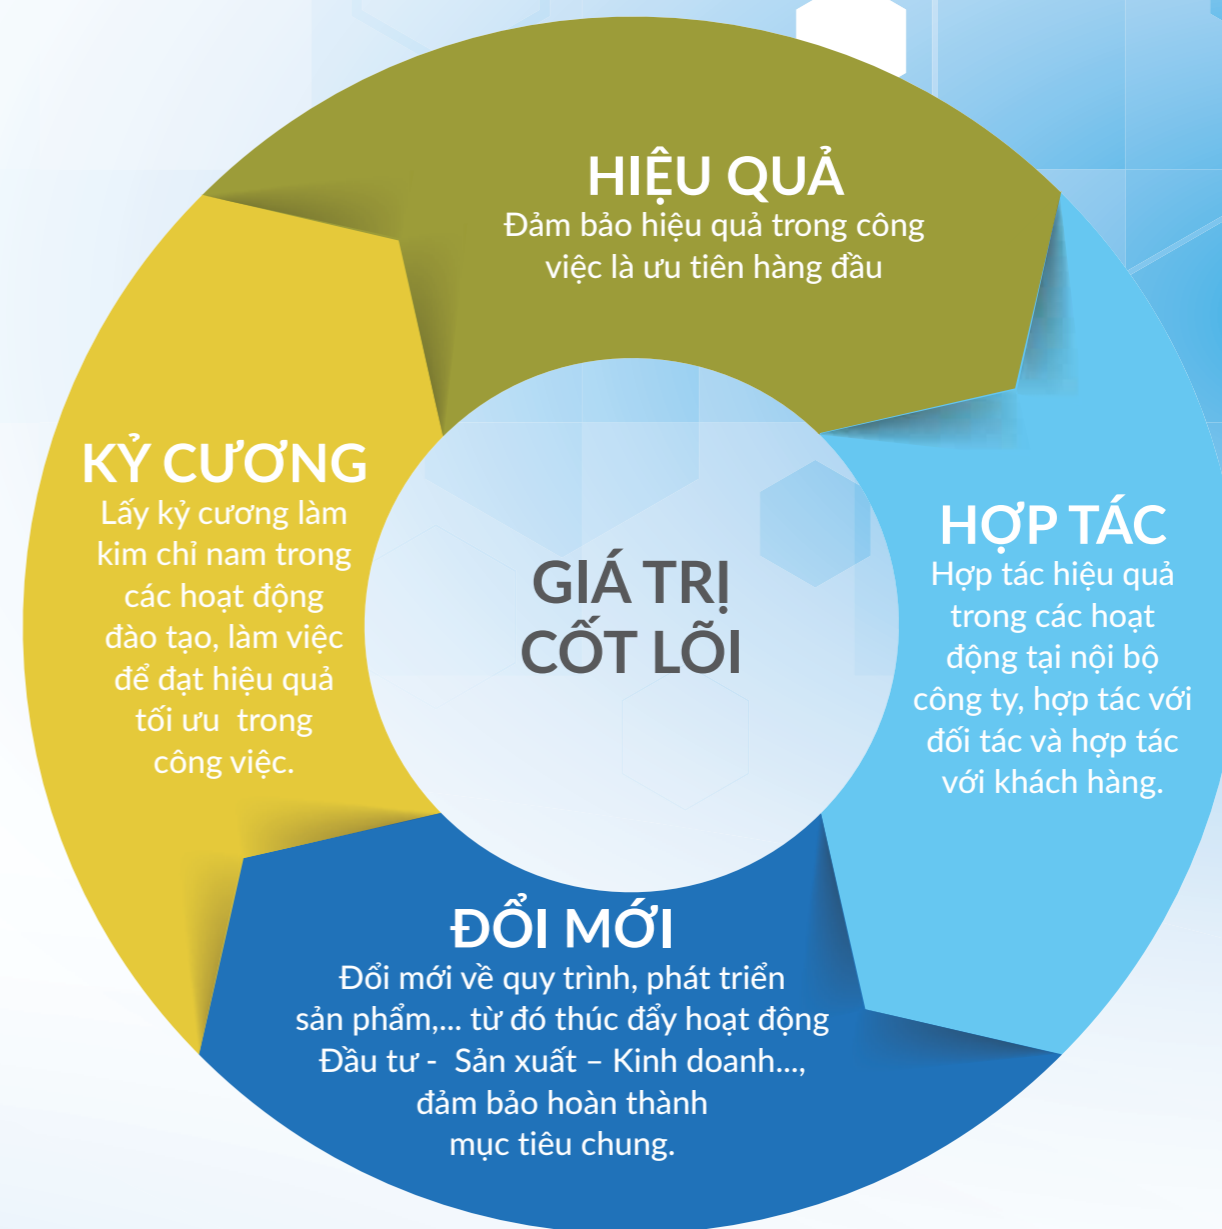 HIỆU QUẢ
Đảm bảo hiệu quả trong công
việc là ưu tiên hàng đầu
KỶ CƯƠNG
Lấy kỷ cương làm
kim chỉ nam trong
các hoạt động
đào tạo, làm việc
để đạt hiệu quả
tối ưu  trong
công việc.
GIÁ TRỊ
CỐT LÕI
HỢP TÁC
Hợp tác hiệu quả
trong các hoạt
động tại nội bộ
công ty, hợp tác với
đối tác và hợp tác
với khách hàng.
ĐỔI MỚI
Đổi mới về quy trình, phát triển
sản phẩm,... từ đó thúc đẩy hoạt động
Đầu tư -  Sản xuất – Kinh doanh...,
đảm bảo hoàn thành
mục tiêu chung.